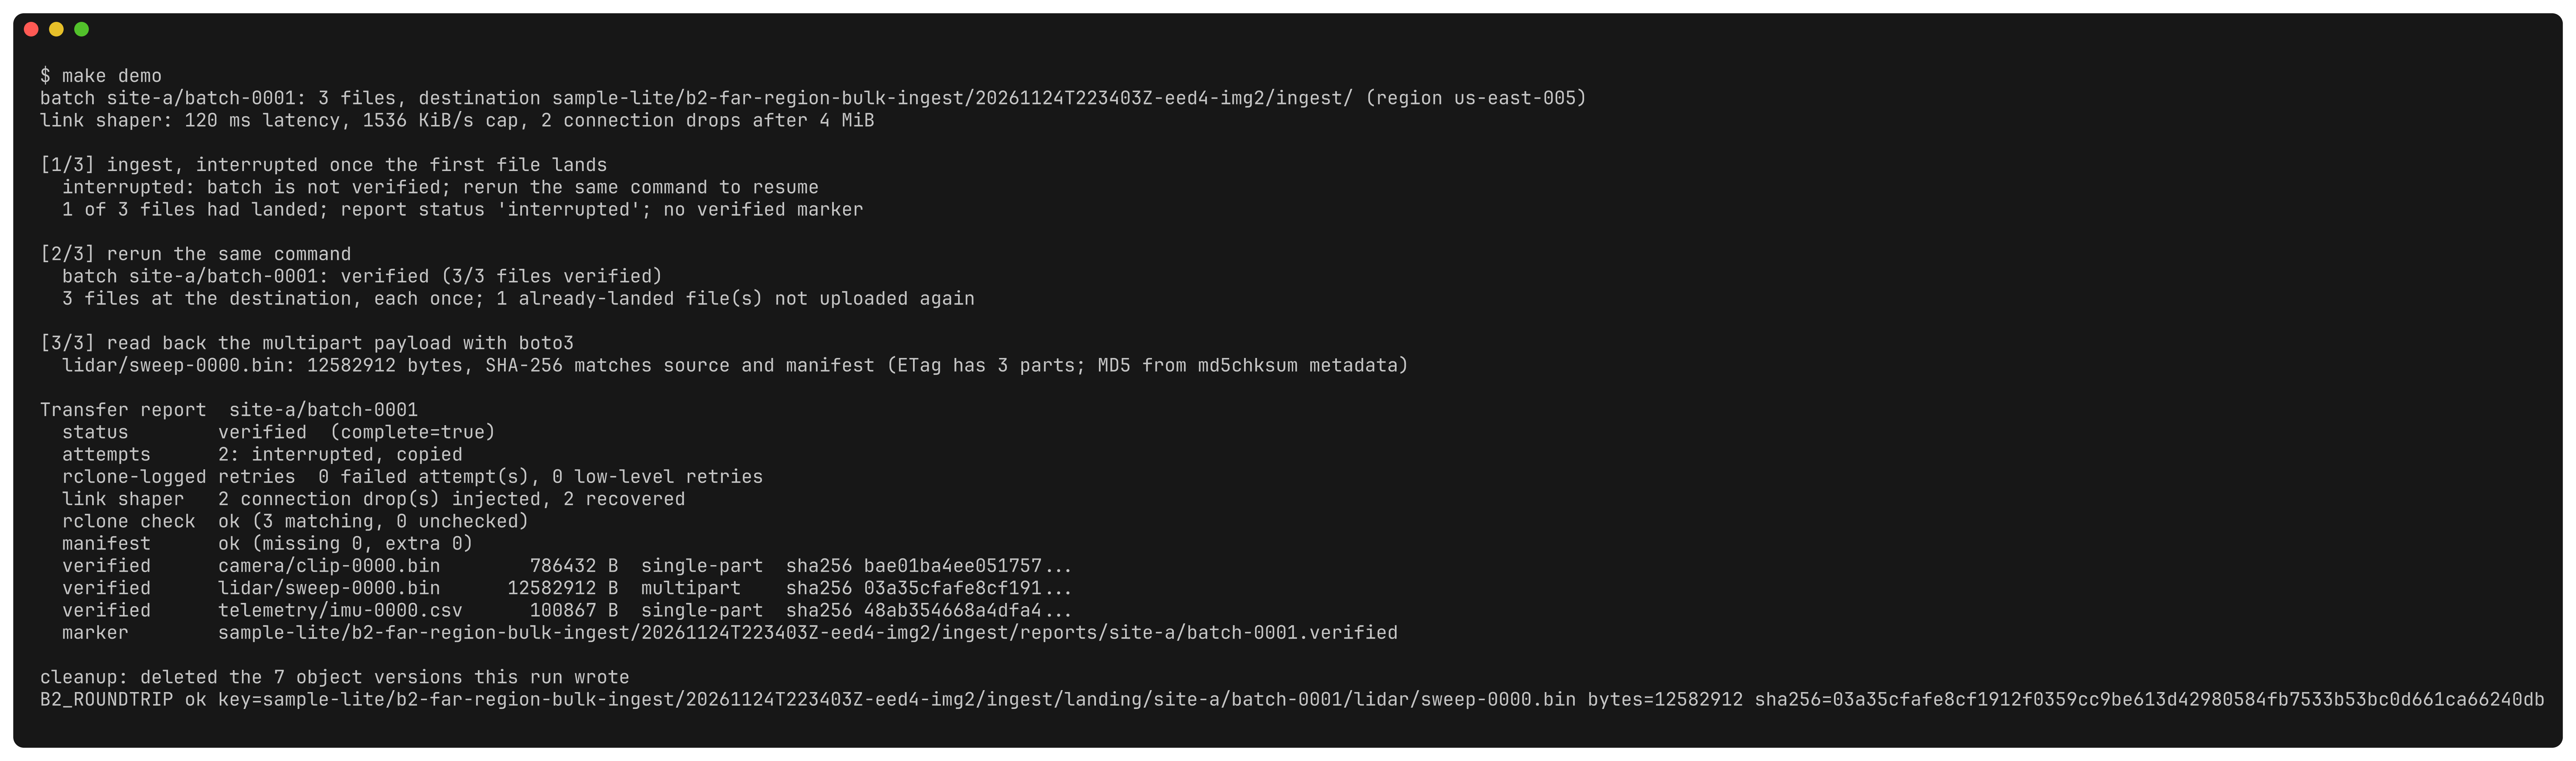 $ make demo
batch site-a/batch-0001: 3 files, destination sample-lite/b2-far-region-bulk-ingest/20261124T223403Z-eed4-img2/ingest/ (region us-east-005)
link shaper: 120 ms latency, 1536 KiB/s cap, 2 connection drops after 4 MiB
[1/3] ingest, interrupted once the first file lands
interrupted: batch is not verified; rerun the same command to resume
1 of 3 files had landed; report status 'interrupted'; no verified marker
[2/3] rerun the same command
batch site-a/batch-0001: verified (3/3 files verified)
3 files at the destination, each once; 1 already-landed file(s) not uploaded again
[3/3] read back the multipart payload with boto3
lidar/sweep-0000.bin: 12582912 bytes, SHA-256 matches source and manifest (ETag has 3 parts; MD5 from md5chksum metadata)
Transfer report  site-a/batch-0001
status        verified  (complete=true)
attempts      2: interrupted, copied
rclone-logged retries  0 failed attempt(s), 0 low-level retries
link shaper   2 connection drop(s) injected, 2 recovered
rclone check  ok (3 matching, 0 unchecked)
manifest      ok (missing 0, extra 0)
verified      camera/clip-0000.bin        786432 B  single-part  sha256 bae01ba4ee051757...
verified      lidar/sweep-0000.bin      12582912 B  multipart    sha256 03a35cfafe8cf191...
verified      telemetry/imu-0000.csv      100867 B  single-part  sha256 48ab354668a4dfa4...
marker        sample-lite/b2-far-region-bulk-ingest/20261124T223403Z-eed4-img2/ingest/reports/site-a/batch-0001.verified
cleanup: deleted the 7 object versions this run wrote
B2_ROUNDTRIP ok key=sample-lite/b2-far-region-bulk-ingest/20261124T223403Z-eed4-img2/ingest/landing/site-a/batch-0001/lidar/sweep-0000.bin bytes=12582912 sha256=03a35cfafe8cf1912f0359cc9be613d42980584fb7533b53bc0d661ca66240db